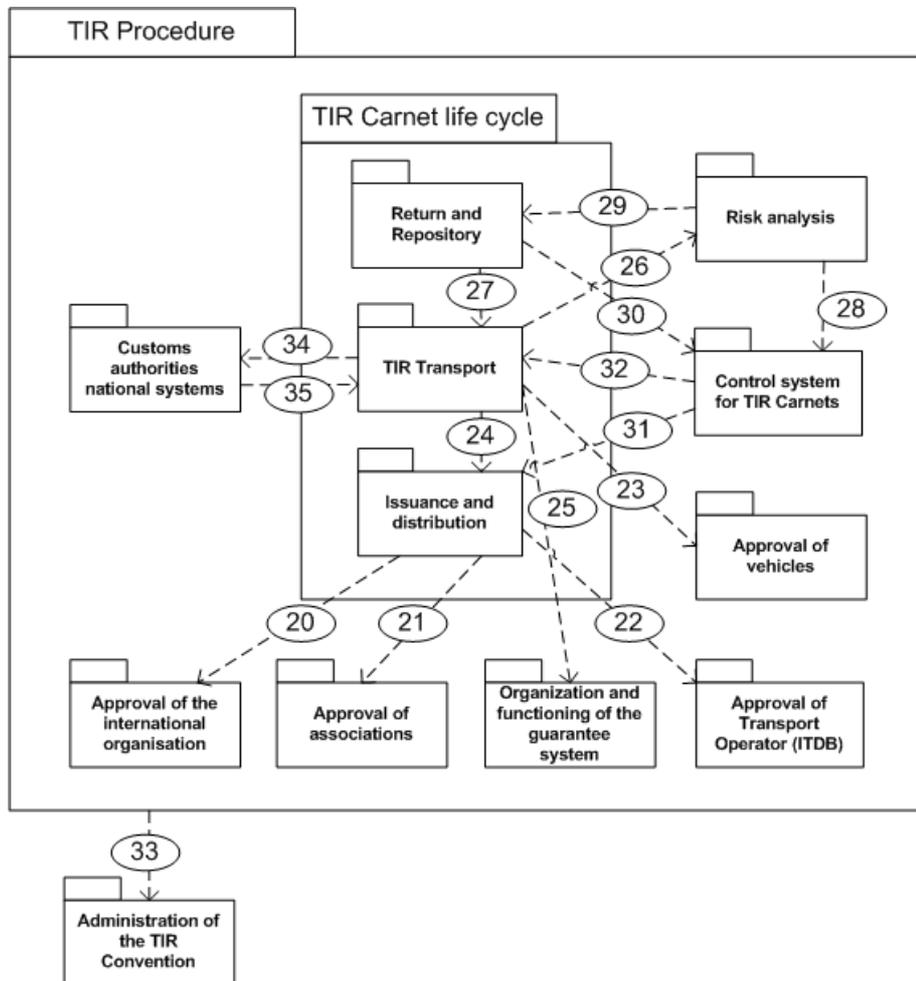 TIR Procedure
TIR Carnet life cycle
Return and
Repository
29
Risk analysis
26
27
30
28
Customs
authorities
national systems
34
35
TIR Transport
32
Control system
for TIR Carnets
24
31
Issuance and
distribution
25
23
Approval of
vehicles
20
21
22
Approval of the
international
organisation
Approval of
associations
Organization and
functioning of the
guarantee
system
Approval of
Transport
Operator (ITDB)
33
Administration of
the TIR
Convention